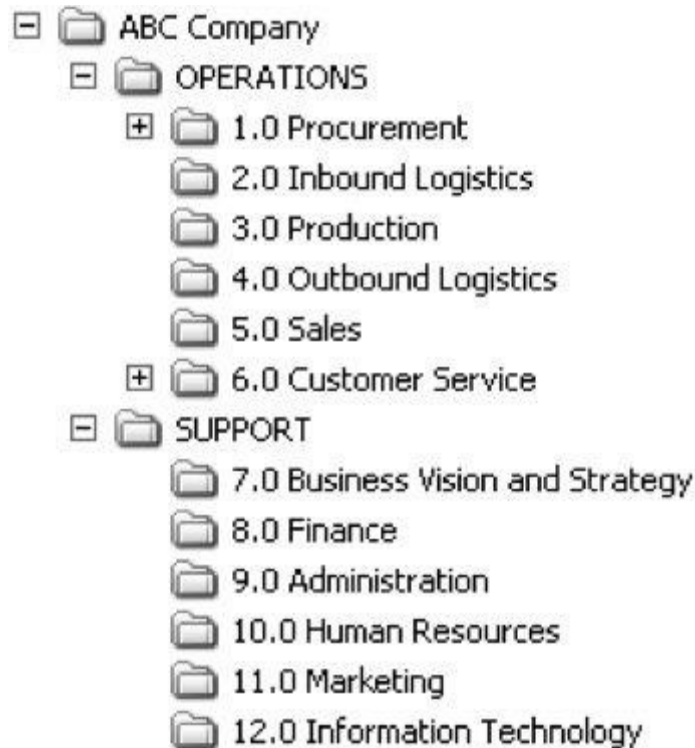 ABC Company
OPERATIONS
1.0 Procurement
2.0 Inbound Logistics
3.0 Production
4.0 Outbound Logistics
5.0 Sales
6.0 Customer Service
SUPPORT
7.0 Business Vision and Strategy
8.0 Finance
9.0 Administration
10.0 Human Resources
11.0 Marketing
12.0 Information Technology